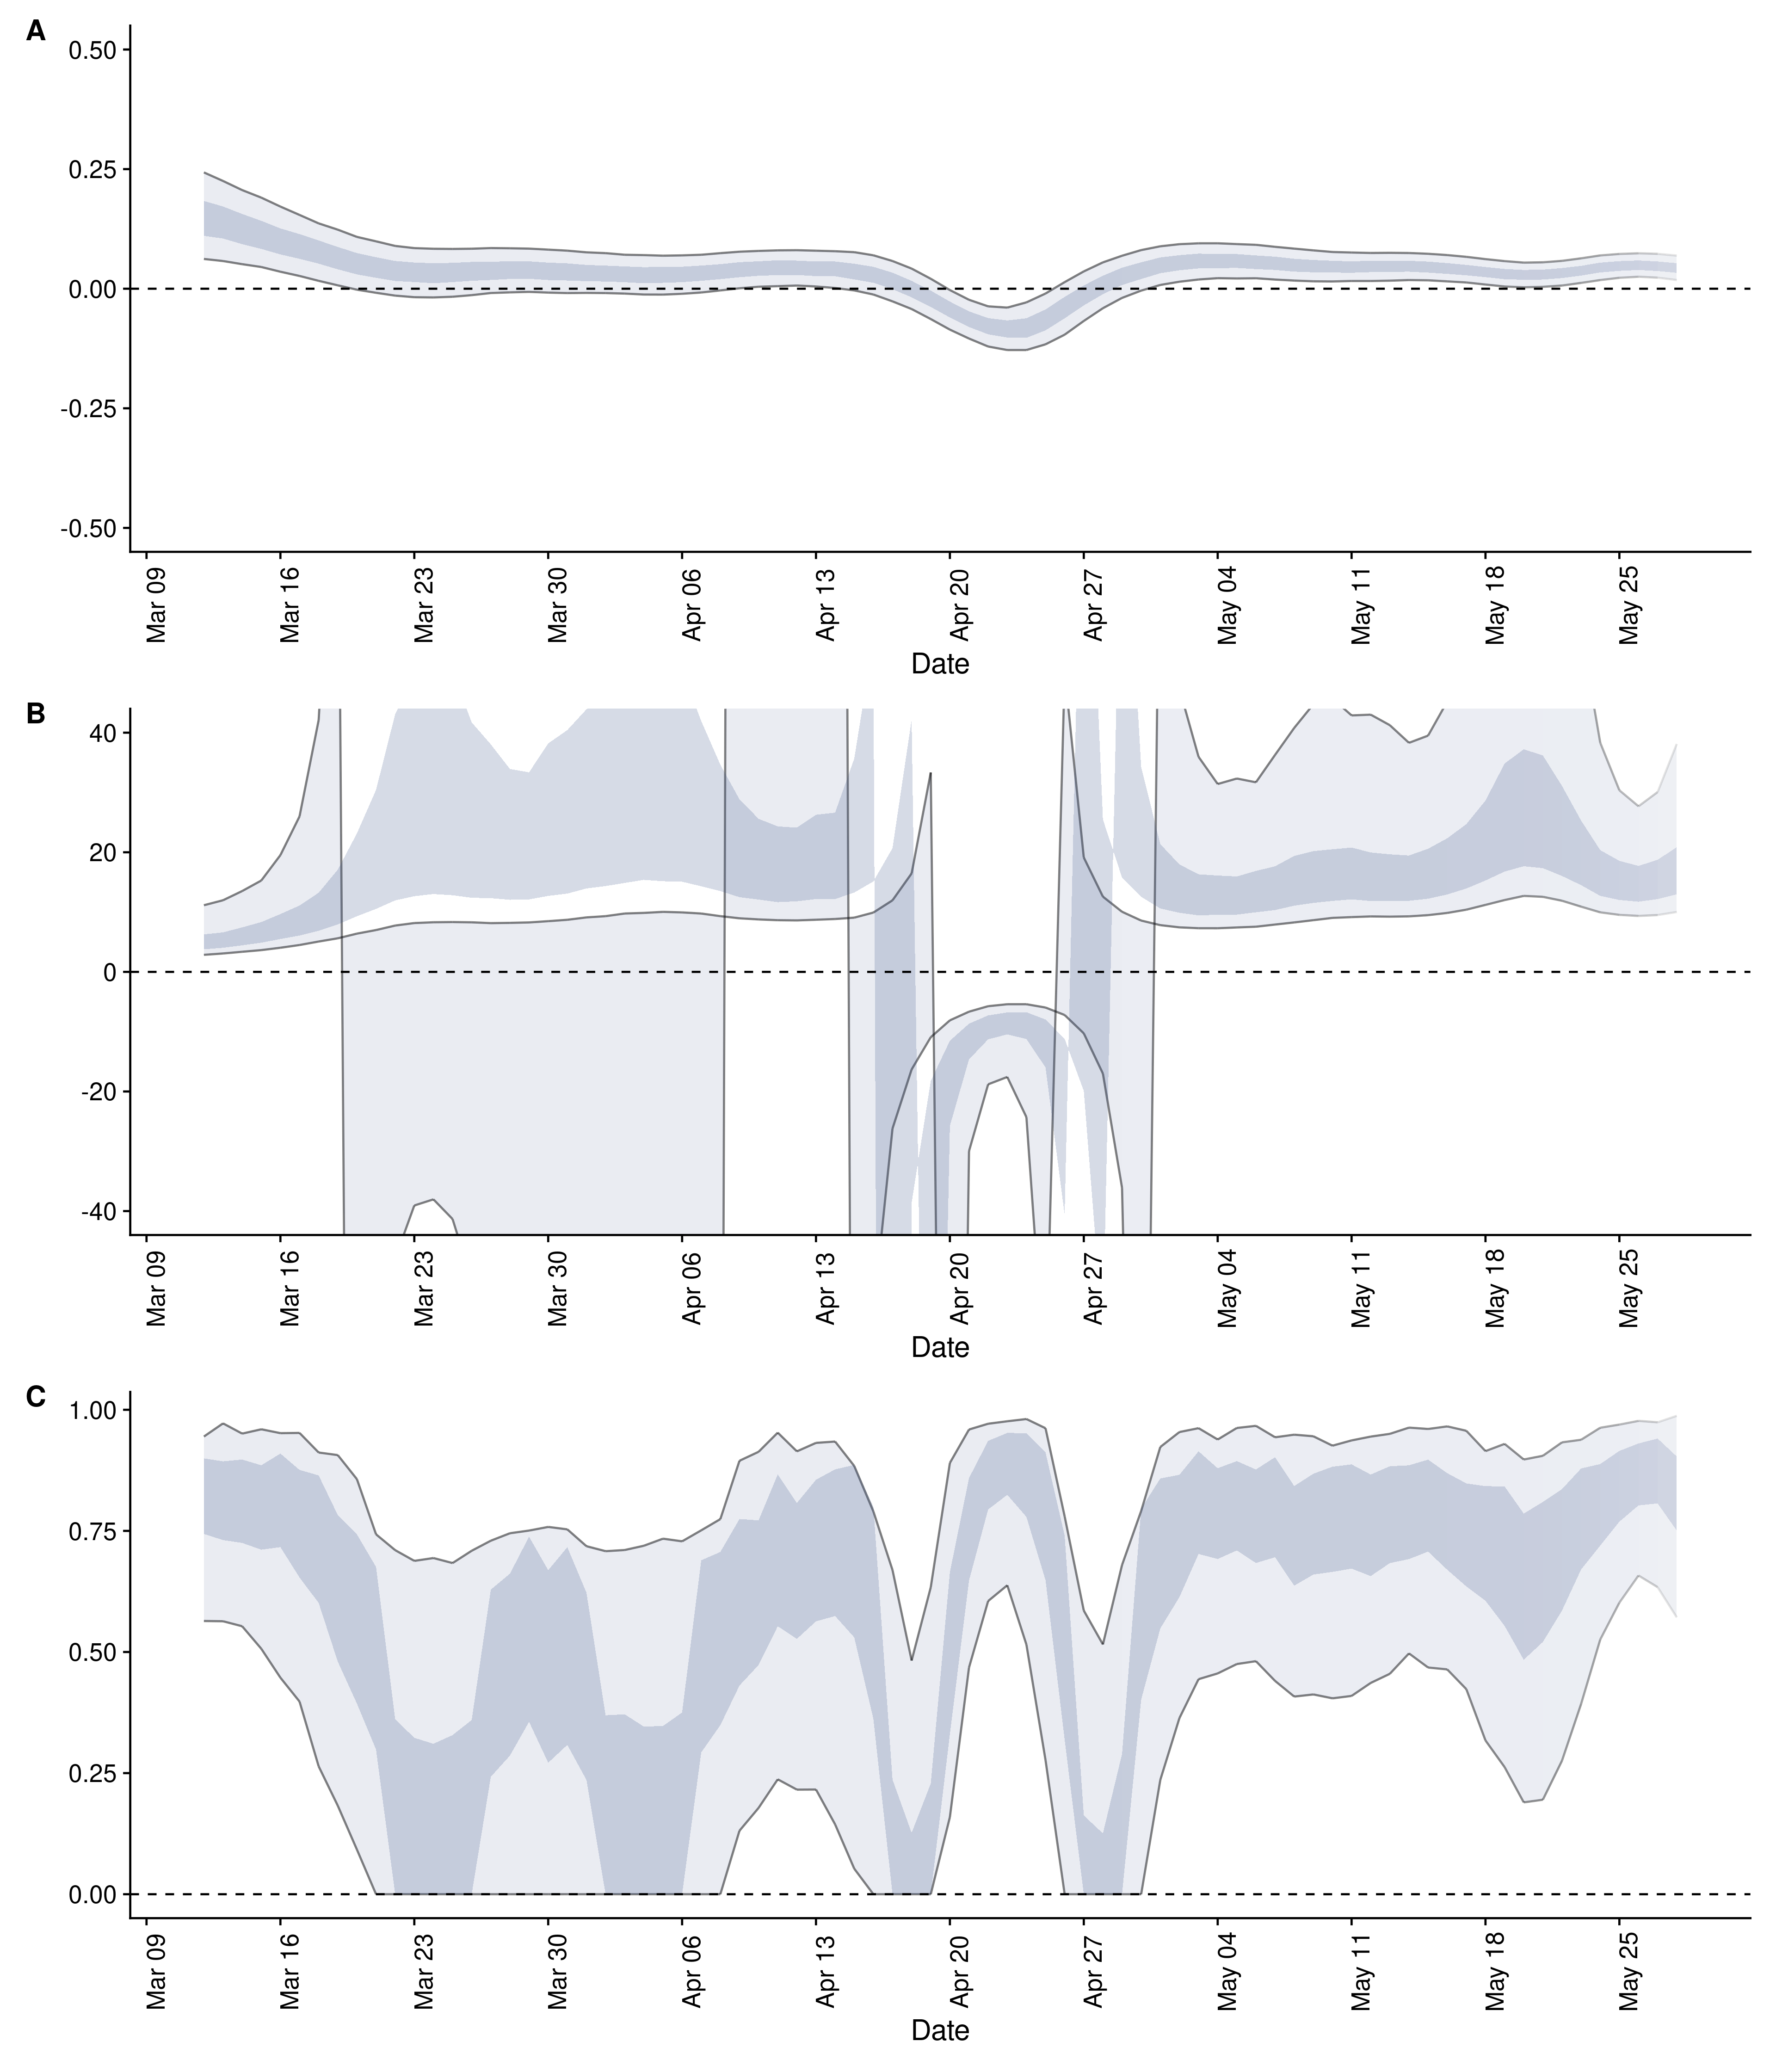 A
0.50
0.25
0.00
-0.25
-0.50
Mar 09
Mar 16
Mar 23
Mar 30
Apr 06
Apr 13
Apr 20
Apr 27
May 04
May 11
May 18
May 25
Date
B
40
20
0
-20
-40
Mar 09
Mar 16
Mar 23
Mar 30
Apr 06
Apr 13
Apr 20
Apr 27
May 04
May 11
May 18
May 25
Date
C
1.00
0.75
0.50
0.25
0.00
Mar 09
Mar 16
Mar 23
Mar 30
Apr 06
Apr 13
Apr 20
Apr 27
May 04
May 11
May 18
May 25
Date